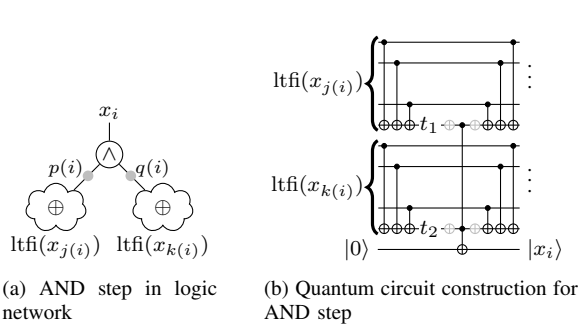 x_i
∧
p(i) q(i)
⊕ ⊕
ltfi(x_{j(i)}) ltfi(x_{k(i)})
(a) AND step in logic
network
ltfi(x_{j(i)})
t_1
ltfi(x_{k(i)})
t_2
|0⟩ |x_i⟩
(b) Quantum circuit construction for
AND step